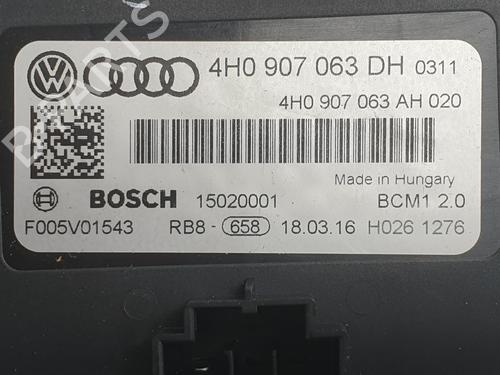 4H0 907 063 DH 0311
4H0 907 063 AH 020
Made in Hungary
BOSCH 15020001 BCM1 2.0
F005V01543 RB8- 658 18.03.16 H026 1276